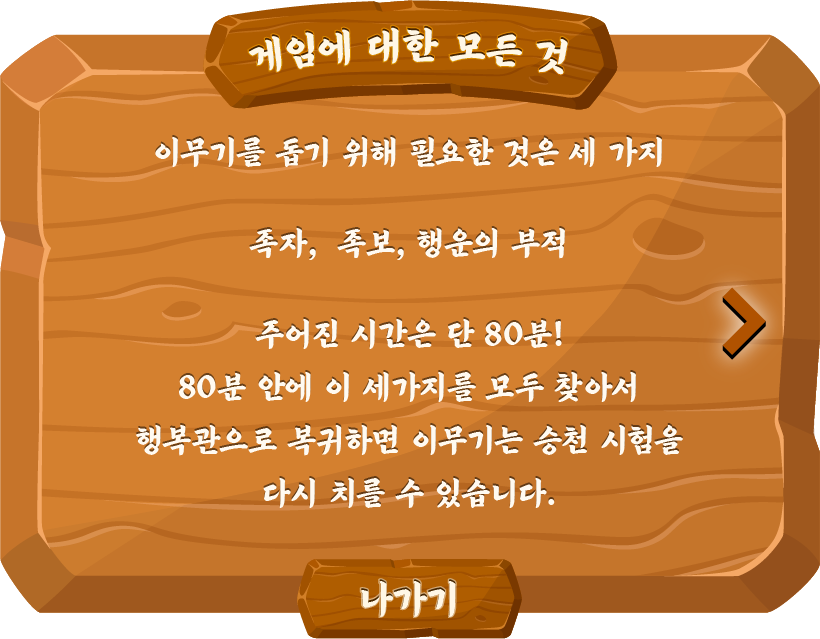 게임에 대한 모든 것
이무기를 돕기 위해 필요한 것은 세 가지
족자, 족보, 행운의 부적
주어진 시간은 단 80분!
80분 안에 이 세가지를 모두 찾아서
행복관으로 복귀하면 이무기는 승천 시험을
다시 치를 수 있습니다.
나가기